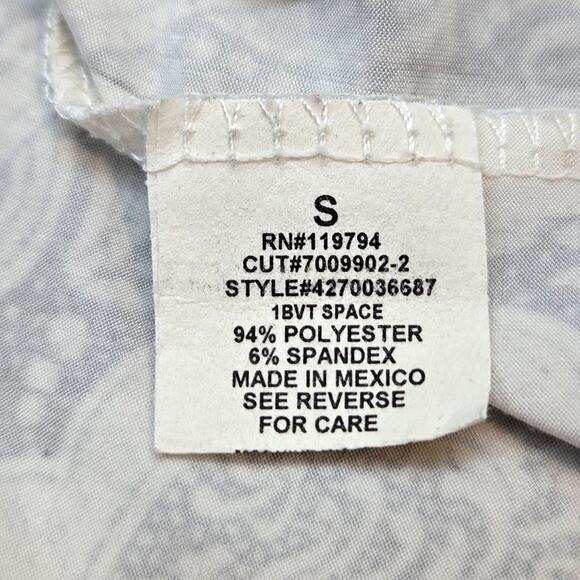 S
RN#119794
CUT#7009902-2
STYLE#4270036687
1BVT SPACE
94% POLYESTER
6% SPANDEX
MADE IN MEXICO
SEE REVERSE
FOR CARE